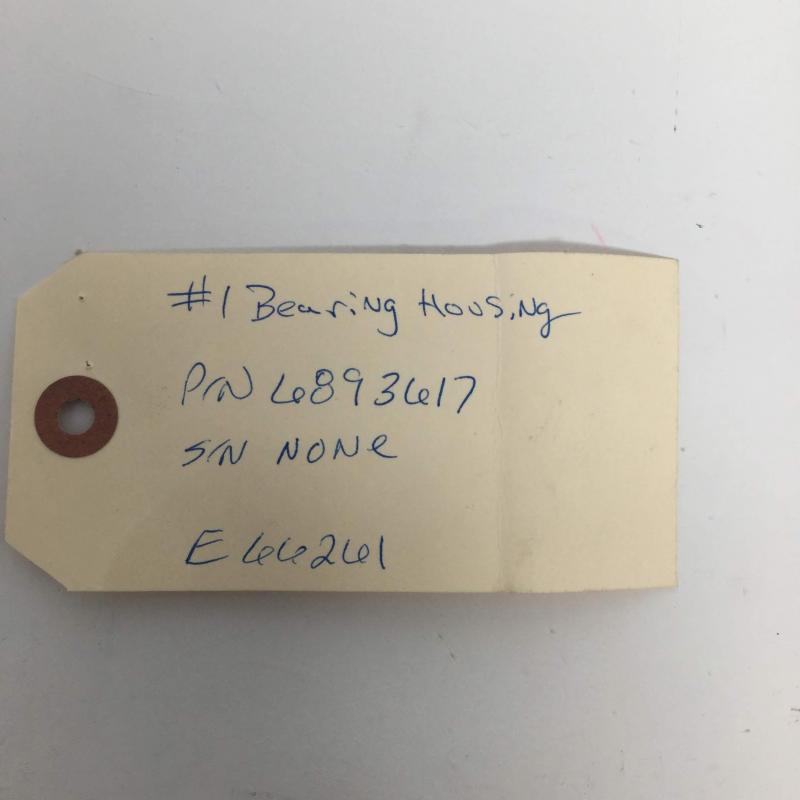 #1 Bearing Housing
P/N 6893617
S/N NONe
E66261